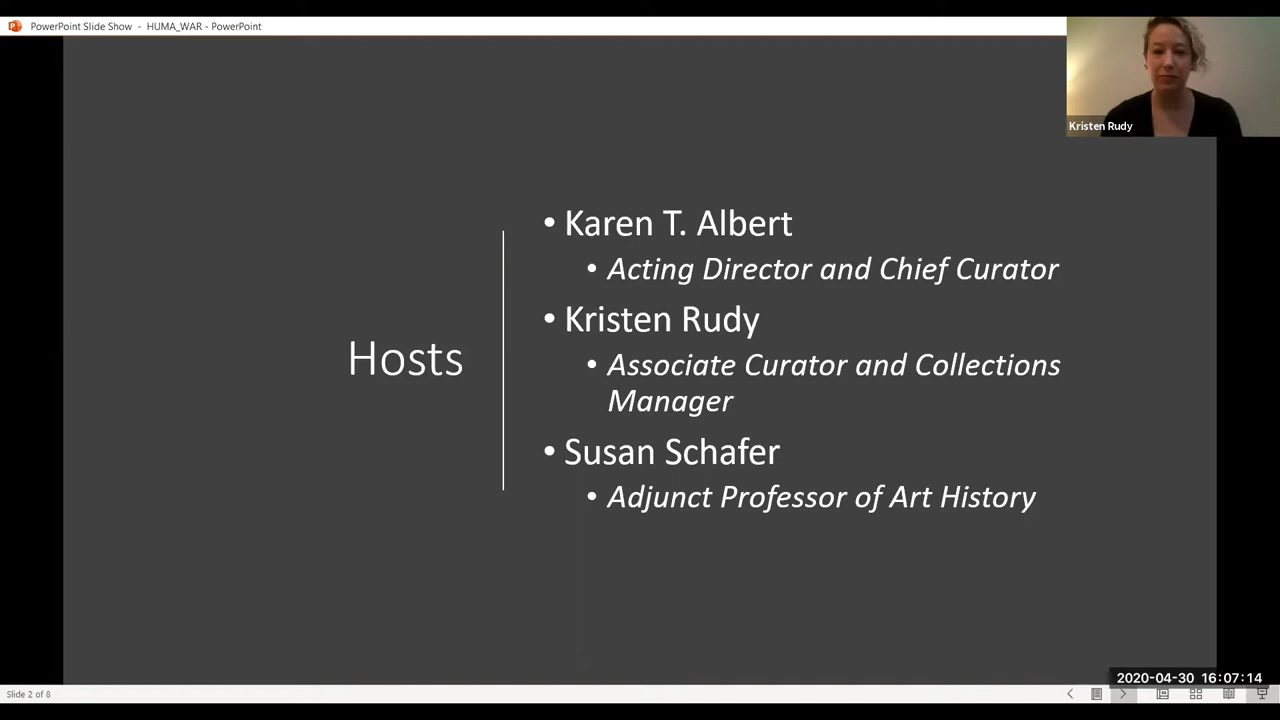 PowerPoint Slide Show - HUMA_WAR - PowerPoint
Kristen Rudy
Hosts
• Karen T. Albert
• Acting Director and Chief Curator
• Kristen Rudy
• Associate Curator and Collections
Manager
• Susan Schafer
• Adjunct Professor of Art History
2020-04-30 16:07:14
Slide 2 of 8